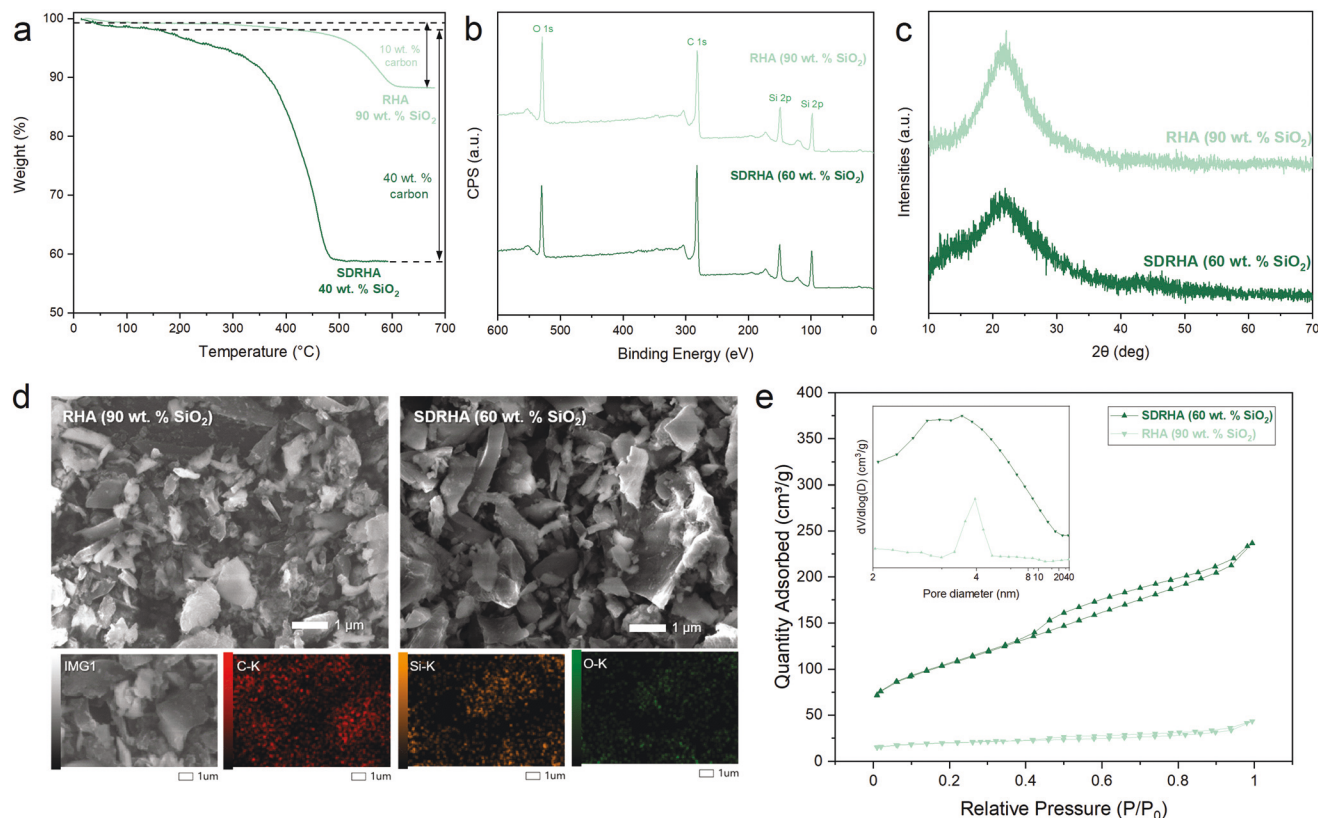 a
100
90
80
70
60
50
0
100
200
300
400
500
600
700
Weight (%)
Temperature (°C)
10 wt. %
carbon
RHA
90 wt. % SiO₂
40 wt. %
carbon
SDRHA
40 wt. % SiO₂
b
O 1s
C 1s
RHA (90 wt. % SiO₂)
Si 2p
Si 2p
SDRHA (60 wt. % SiO₂)
CPS (a.u.)
600
500
400
300
200
100
0
Binding Energy (eV)
c
RHA (90 wt. % SiO₂)
SDRHA (60 wt. % SiO₂)
Intensities (a.u.)
10
20
30
40
50
60
70
2θ (deg)
d
RHA (90 wt. % SiO₂)
1 µm
SDRHA (60 wt. % SiO₂)
1 µm
IMG1
C-K
Si-K
O-K
1um
1um
1um
1um
e
400
350
300
250
200
150
100
50
0
Quantity Adsorbed (cm³/g)
SDRHA (60 wt. % SiO₂)
RHA (90 wt. % SiO₂)
dV/dlog(D) (cm³/g)
2
4
8
10
20
40
Pore diameter (nm)
0
0.2
0.4
0.6
0.8
1
Relative Pressure (P/P₀)